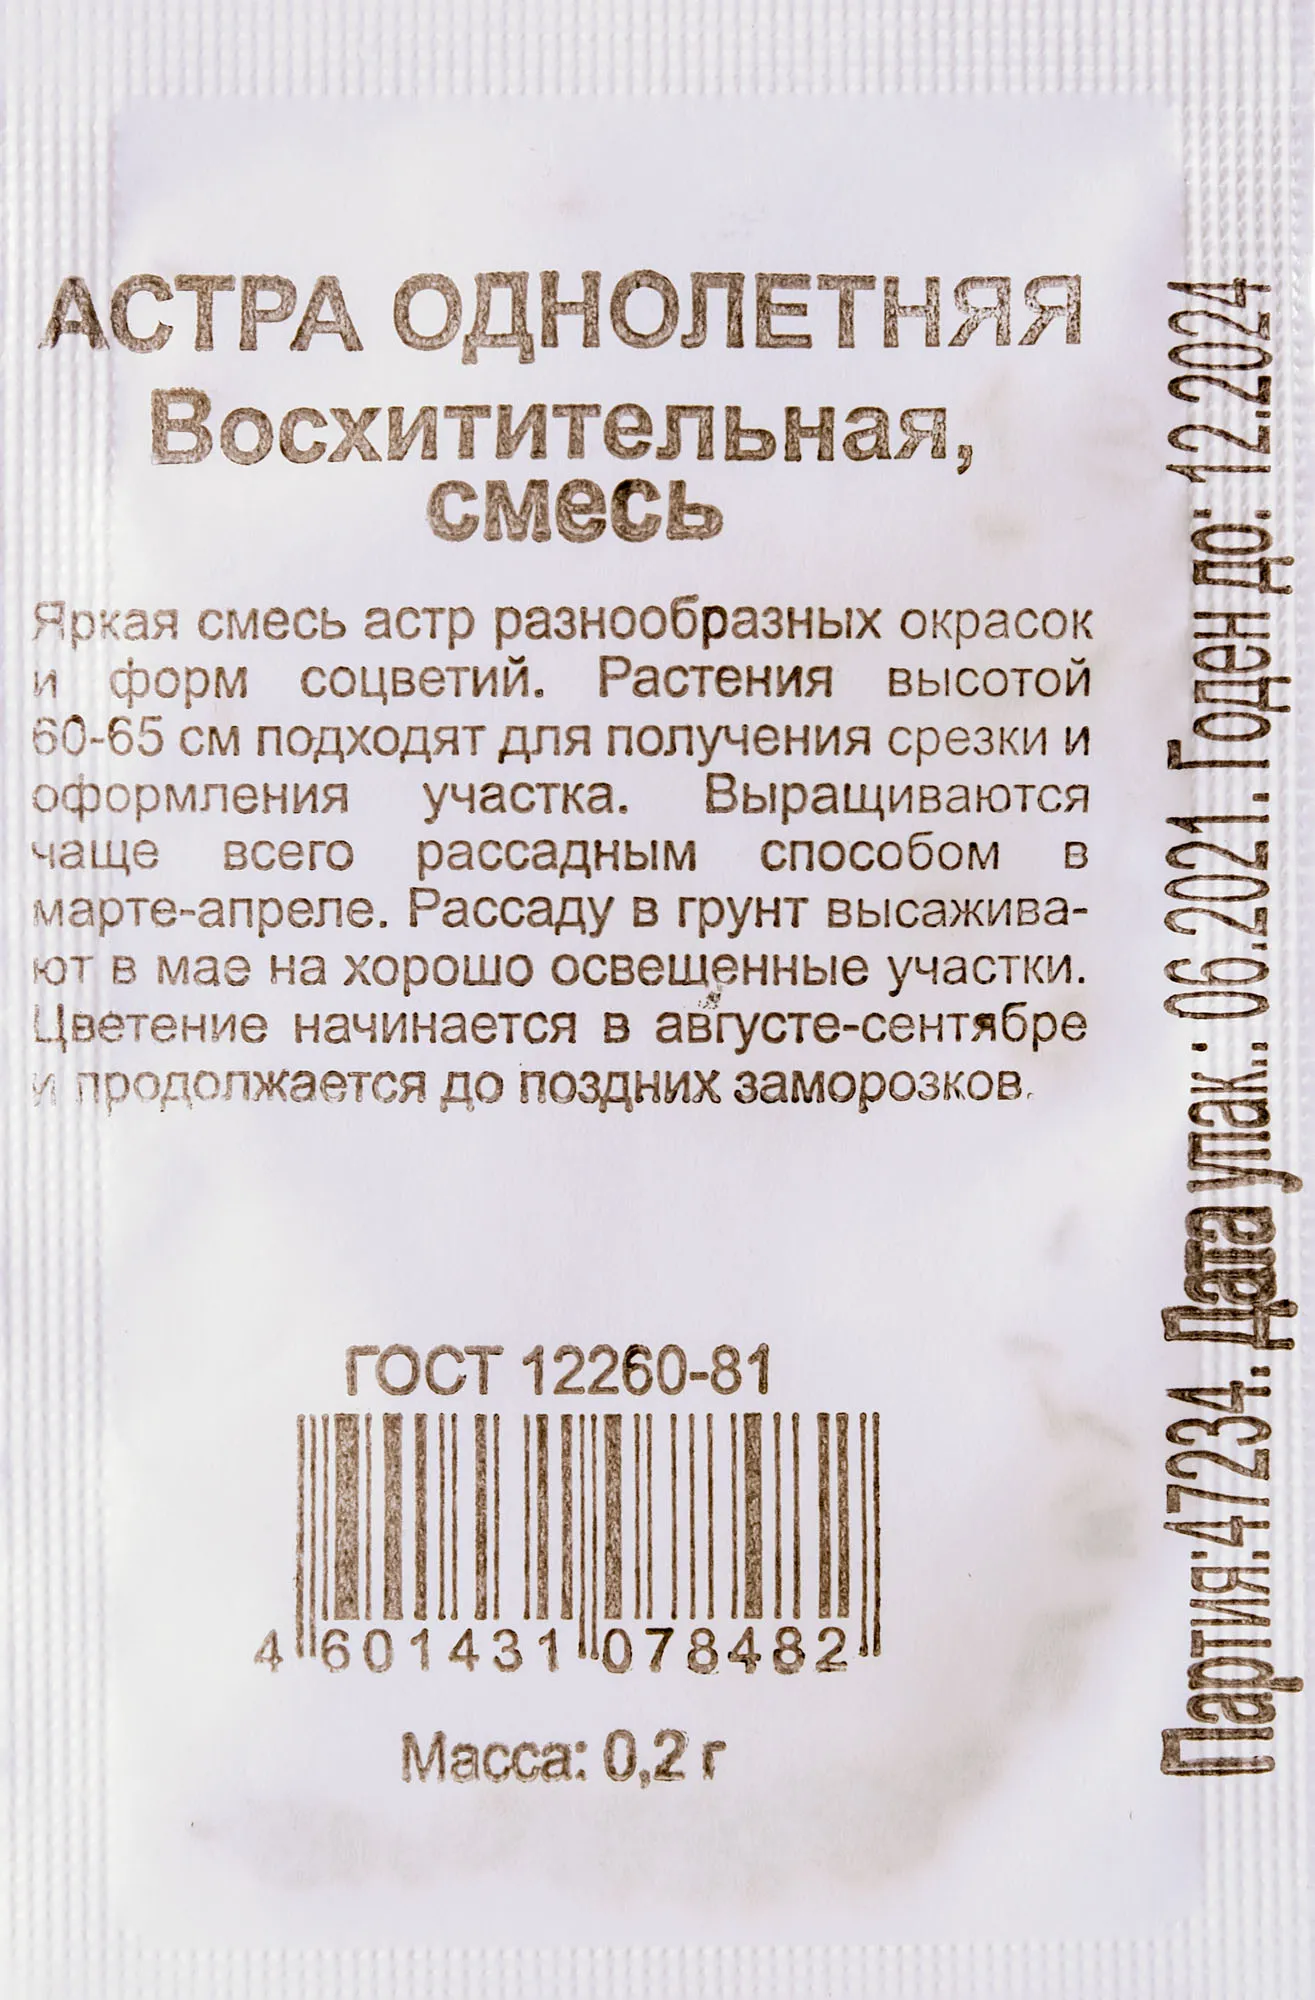 АСТРА ОДНОЛЕТНЯЯ
Восхитительная,
смесь
Яркая смесь астр разнообразных окрасок
и форм соцветий. Растения высотой
60-65 см подходят для получения срезки и
оформления участка. Выращиваются
чаще всего рассадным способом в
марте-апреле. Рассаду в грунт высажива-
ют в мае на хорошо освещенные участки.
Цветение начинается в августе-сентябре
и продолжается до поздних заморозков.
ГОСТ 12260-81
4 601431 078482
Масса: 0,2 г
Партия:47234. Дата упак.: 06.2021. Годен до: 12.2024